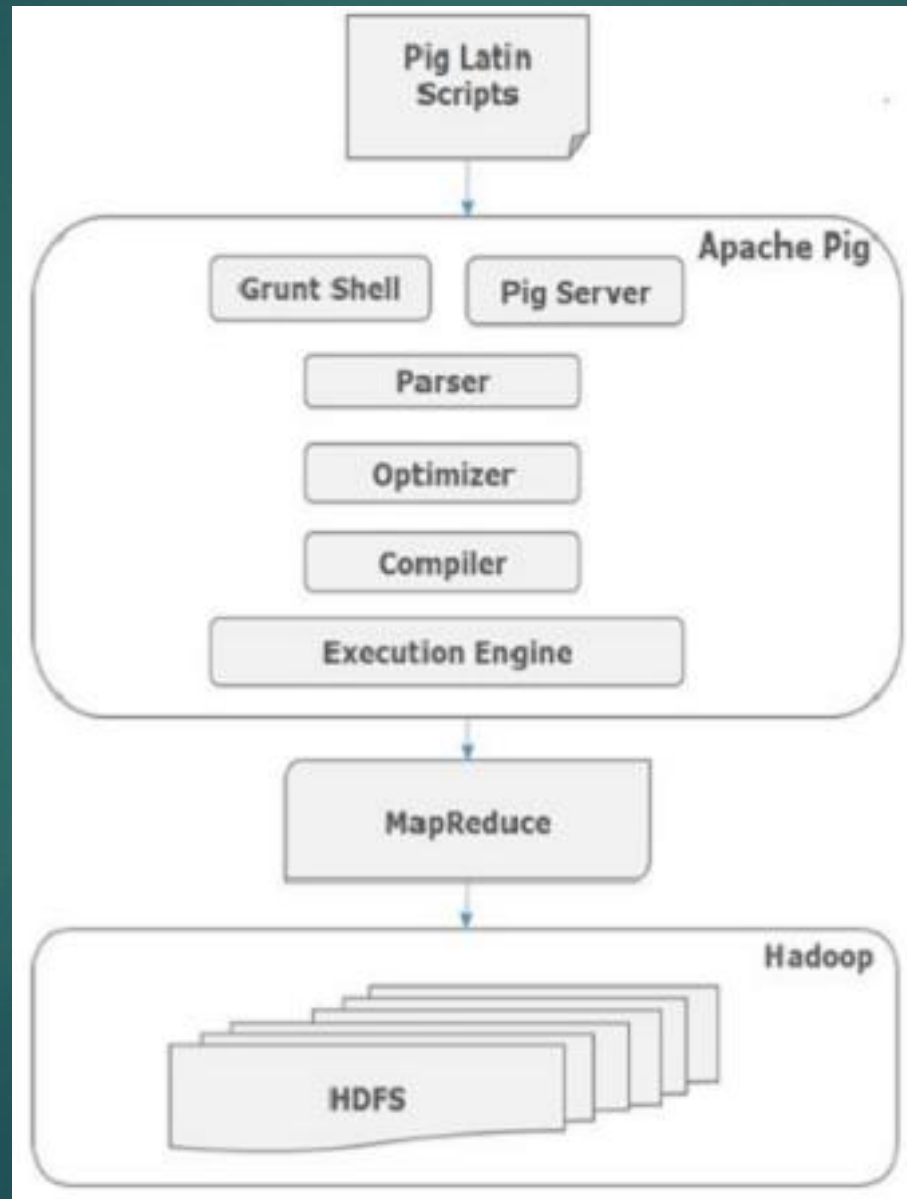 Pig Latin
Scripts
Apache Pig
Grunt Shell
Pig Server
Parser
Optimizer
Compiler
Execution Engine
MapReduce
Hadoop
HDFS